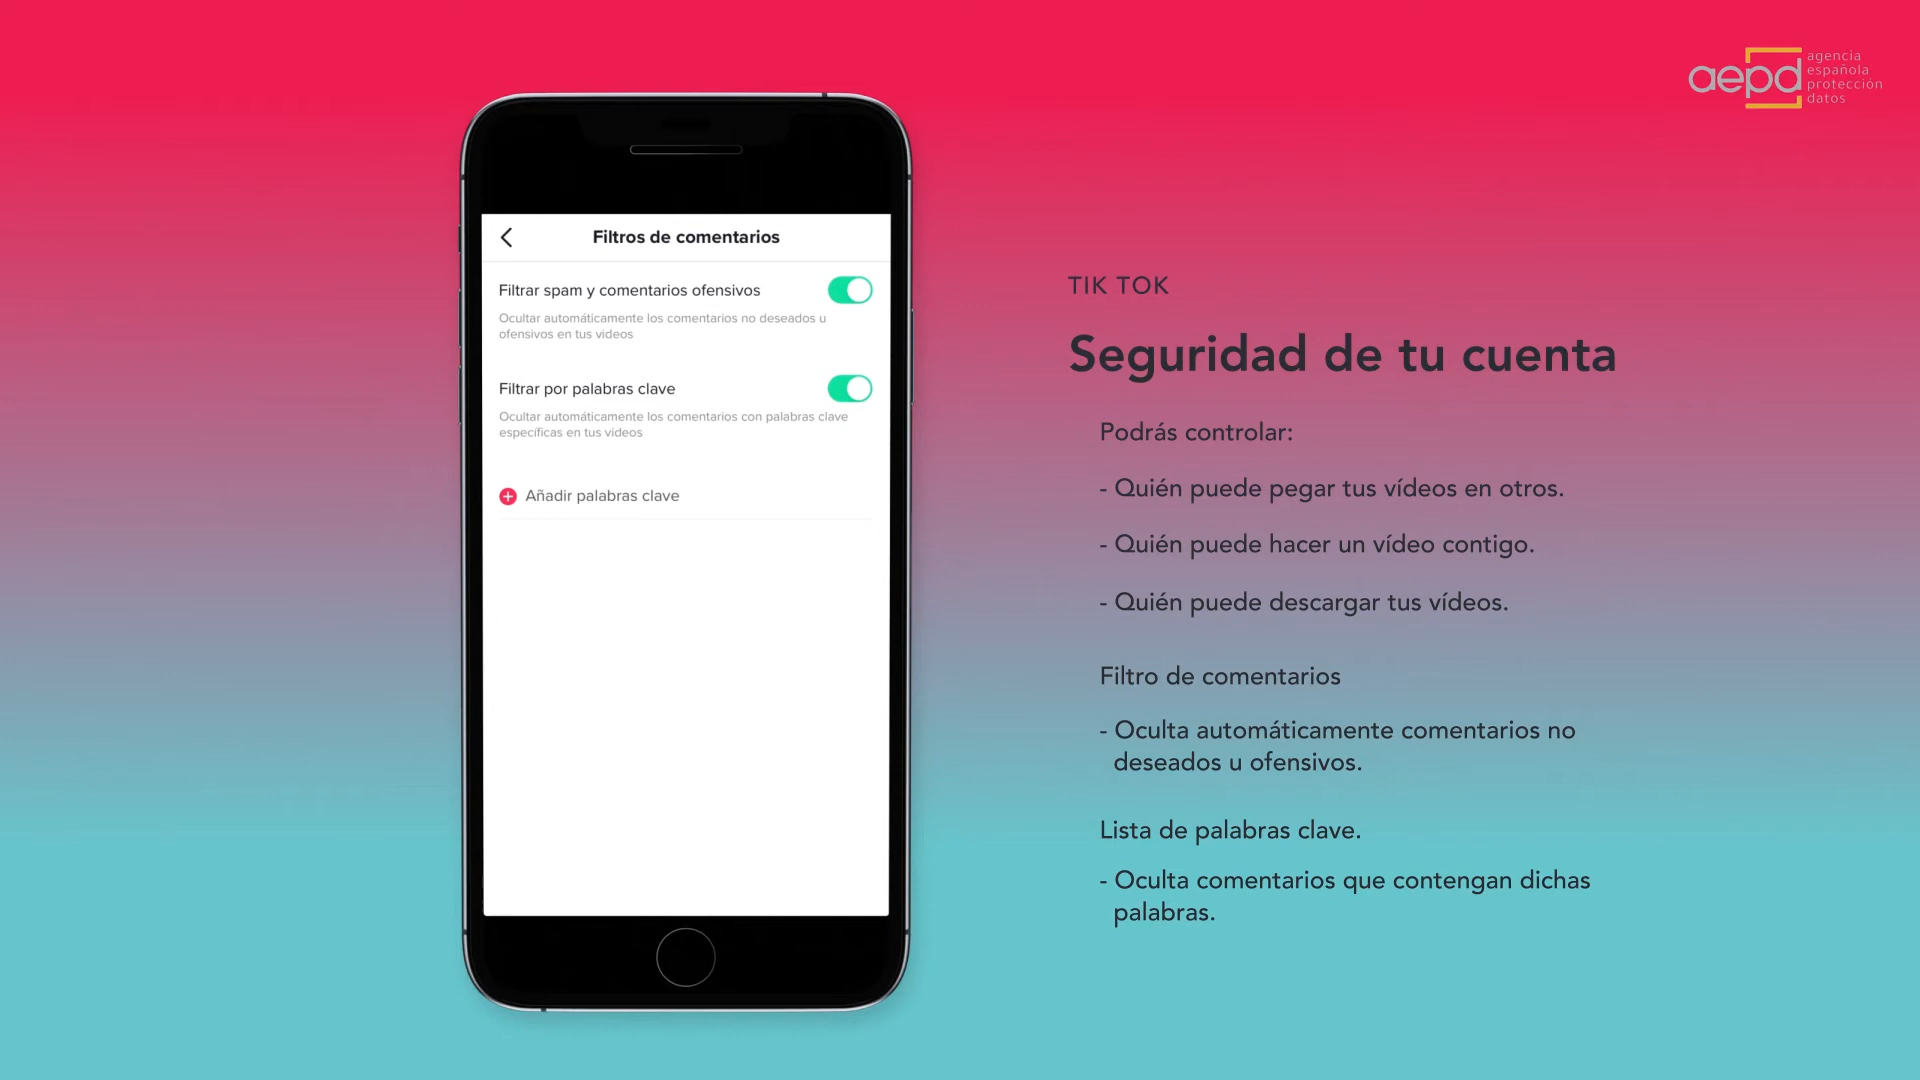 aepd
agencia
española
protección
datos
Filtros de comentarios
Filtrar spam y comentarios ofensivos
Ocultar automáticamente los comentarios no deseados u
ofensivos en tus videos
Filtrar por palabras clave
Ocultar automáticamente los comentarios con palabras clave
específicas en tus videos
Añadir palabras clave
TIK TOK
Seguridad de tu cuenta
Podrás controlar:
- Quién puede pegar tus vídeos en otros.
- Quién puede hacer un vídeo contigo.
- Quién puede descargar tus vídeos.
Filtro de comentarios
- Oculta automáticamente comentarios no
deseados u ofensivos.
Lista de palabras clave.
- Oculta comentarios que contengan dichas
palabras.